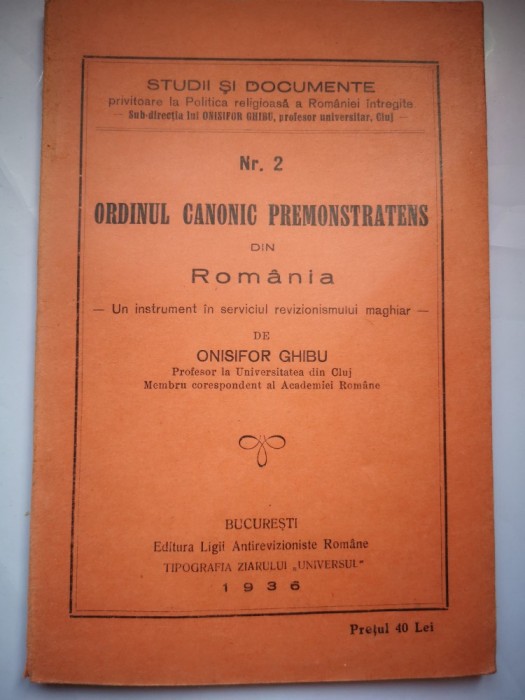 STUDII ȘI DOCUMENTE
privitoare la Politica religioasă a României întregite
— Sub-direcția lui ONISIFOR GHIBU, profesor universitar, Cluj —
Nr. 2
ORDINUL CANONIC PREMONSTRATENS
DIN
România
— Un instrument în serviciul revizionismului maghiar —
DE
ONISIFOR GHIBU
Profesor la Universitatea din Cluj
Membru corespondent al Academiei Române
BUCUREȘTI
Editura Ligii Antirevizioniste Române
TIPOGRAFIA ZIARULUI „UNIVERSUL"
1936
Prețul 40 Lei